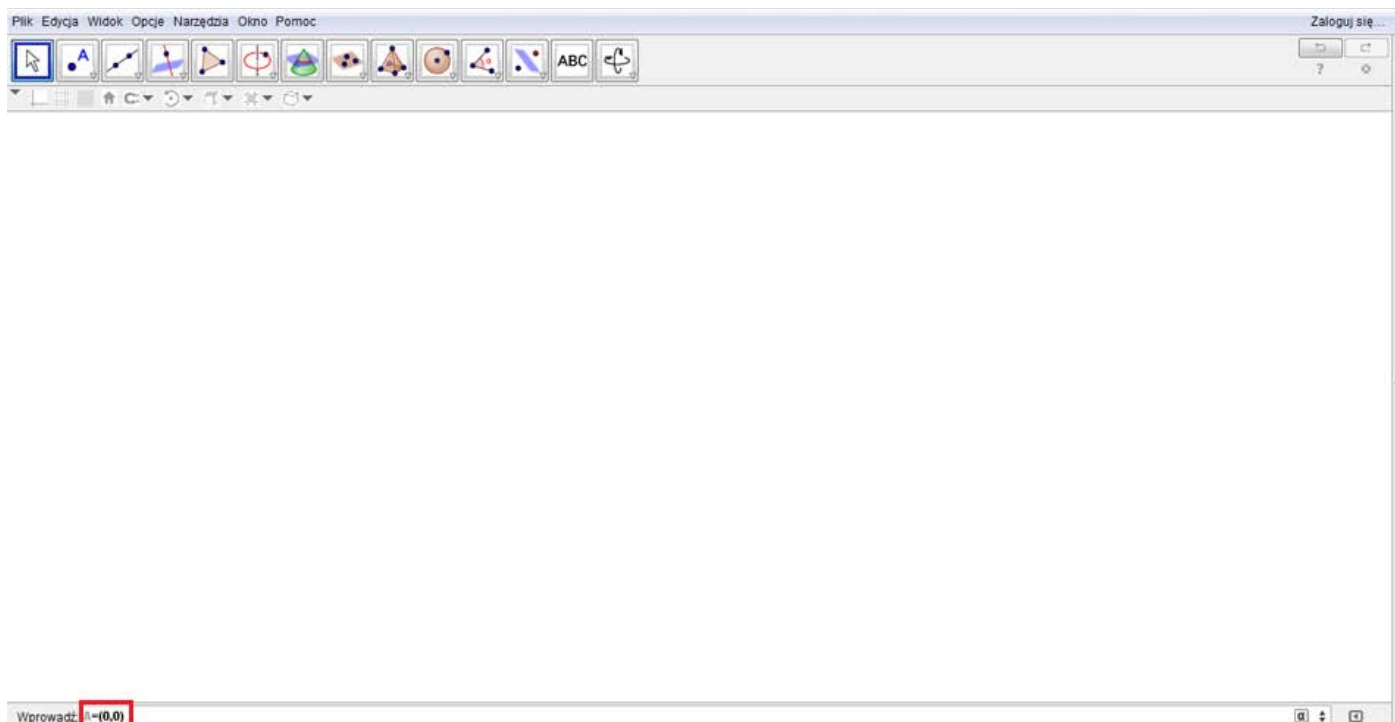 Plik Edycja Widok Opcje Narzędzia Okno Pomoc Zaloguj się...
A ABC
?
Wprowadź: A=(0,0) α